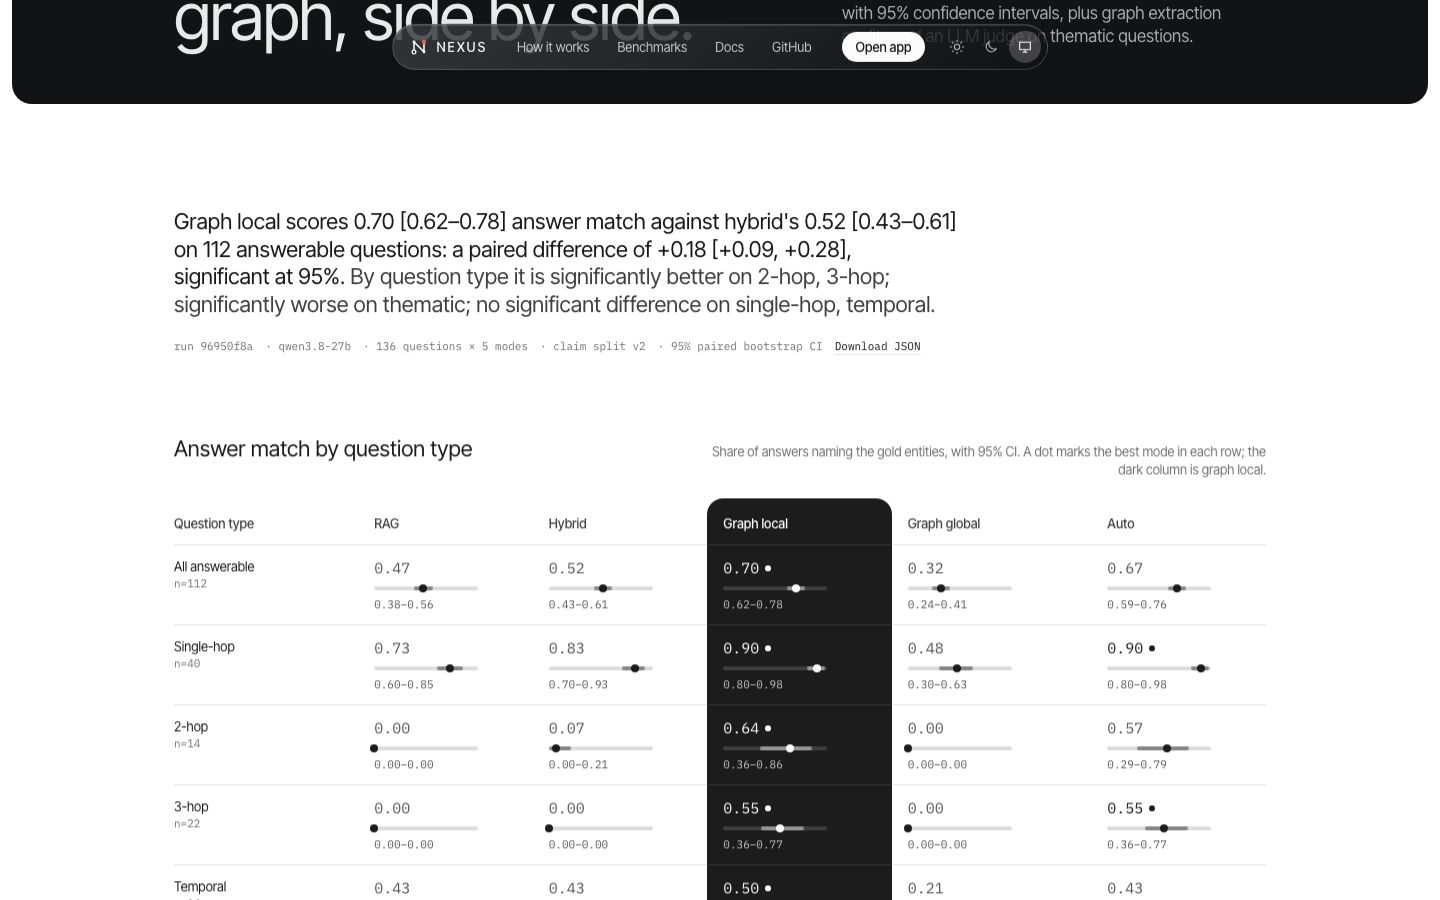 graph, side by side.
with 95% confidence intervals, plus graph extraction
an LLM judge on thematic questions.
NEXUS
How it works
Benchmarks
Docs
GitHub
Open app
Graph local scores 0.70 [0.62–0.78] answer match against hybrid's 0.52 [0.43–0.61]
on 112 answerable questions: a paired difference of +0.18 [+0.09, +0.28],
significant at 95%. By question type it is significantly better on 2-hop, 3-hop;
significantly worse on thematic; no significant difference on single-hop, temporal.
run 96950f8a · qwen3.8-27b · 136 questions × 5 modes · claim split v2 · 95% paired bootstrap CI Download JSON
Answer match by question type
Share of answers naming the gold entities, with 95% CI. A dot marks the best mode in each row; the
dark column is graph local.
Question type RAG Hybrid Graph local Graph global Auto
All answerable 0.47 0.52 0.70 0.32 0.67
n=112
0.38–0.56 0.43–0.61 0.62–0.78 0.24–0.41 0.59–0.76
Single-hop 0.73 0.83 0.90 0.48 0.90
n=40
0.60–0.85 0.70–0.93 0.80–0.98 0.30–0.63 0.80–0.98
2-hop 0.00 0.07 0.64 0.00 0.57
n=14
0.00–0.00 0.00–0.21 0.36–0.86 0.00–0.00 0.29–0.79
3-hop 0.00 0.00 0.55 0.00 0.55
n=22
0.00–0.00 0.00–0.00 0.36–0.77 0.00–0.00 0.36–0.77
Temporal 0.43 0.43 0.50 0.21 0.43